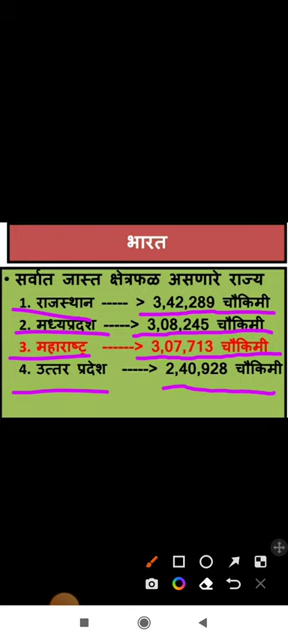 भारत
• सर्वात जास्त क्षेत्रफळ असणारे राज्य
1. राजस्थान -----> 3,42,289 चौकिमी
2. मध्यप्रदेश -----> 3,08,245 चौकिमी
3. महाराष्ट्र ------> 3,07,713 चौकिमी
4. उत्तर प्रदेश -----> 2,40,928 चौकिमी